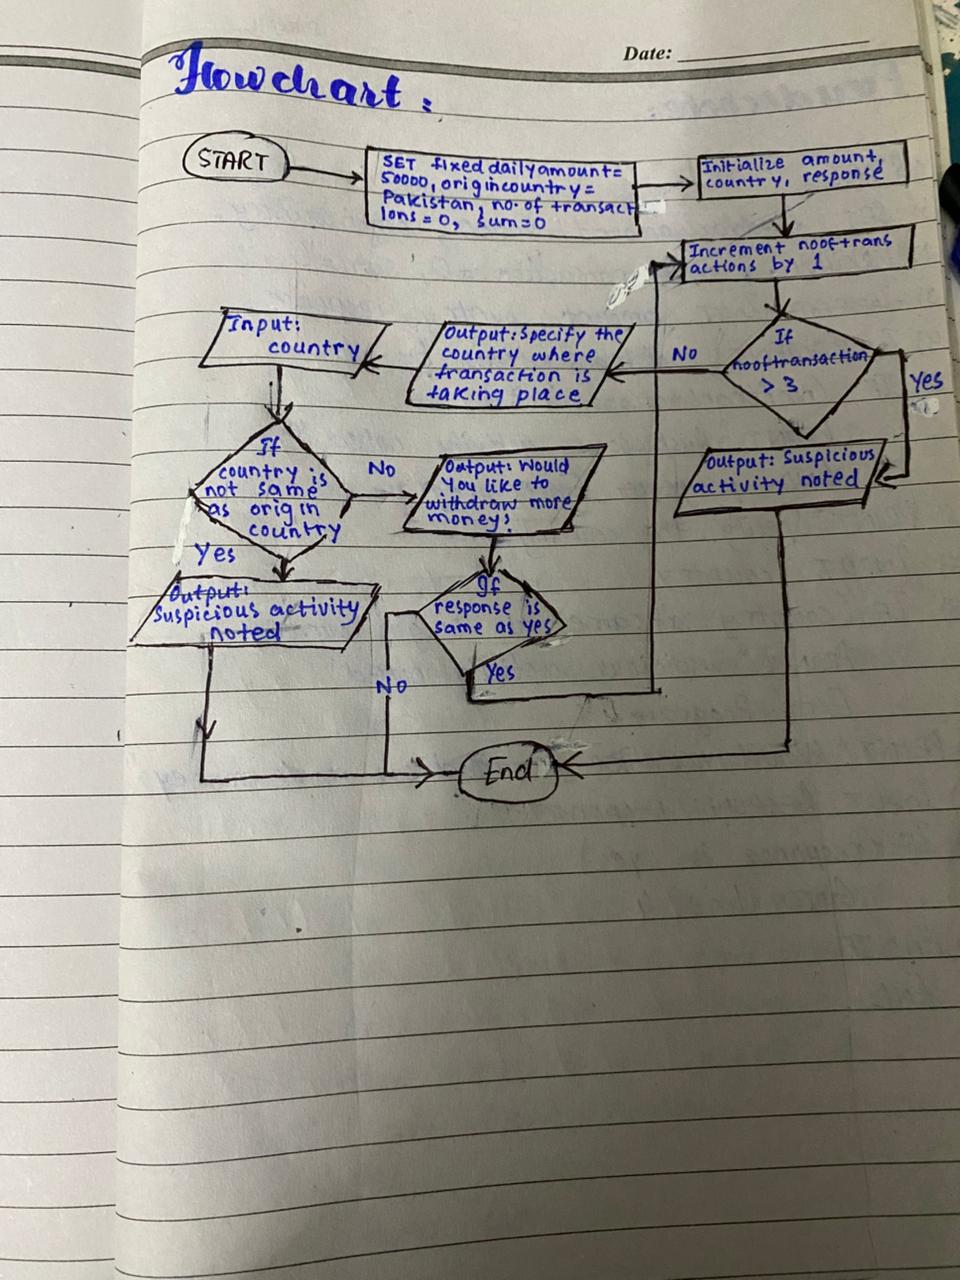 Date:
Flowchart:
START
SET fixed daily amount=
50000, origin country=
Pakistan, no. of transact
ions = 0, sum=0
Initialize amount,
country, response
Increment nooftrans
actions by 1
If
nooftransaction
> 3
No
Yes
Output: Specify the
country where
transaction is
taking place
Input:
country
Output: Suspicious
activity noted
If
country is
not same
as origin
country
No
Yes
Output: Would
you like to
withdraw more
money?
Output:
Suspicious activity
noted
If
response is
same as yes
Yes
No
End